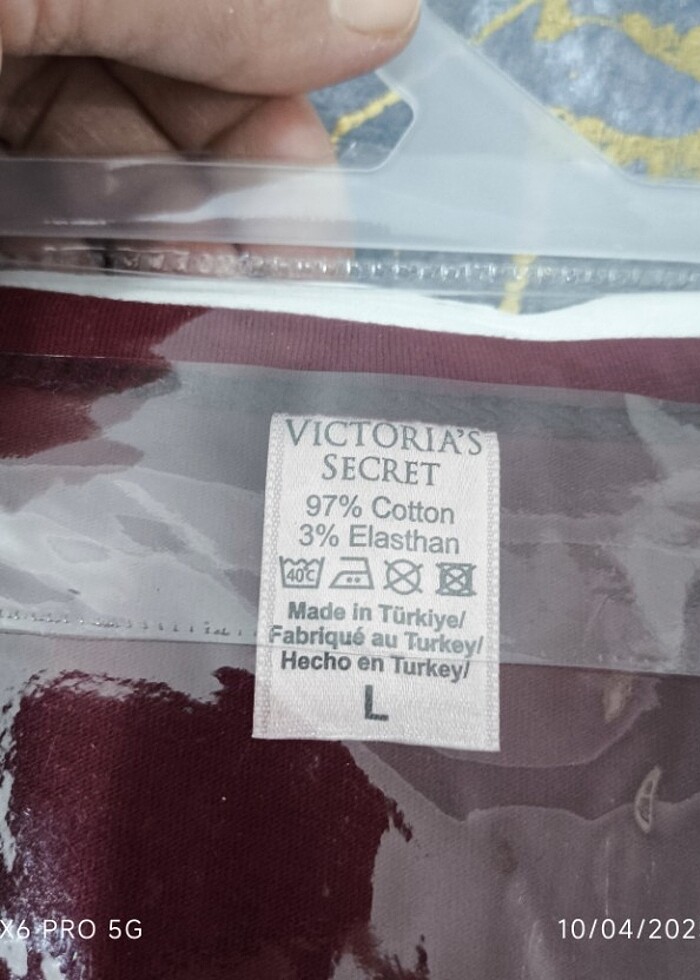 VICTORIA'S
SECRET
97% Cotton
3% Elasthan
40°C
Made in Türkiye/
Fabriqué au Turkey/
Hecho en Turkey/
L
X6 PRO 5G
10/04/202